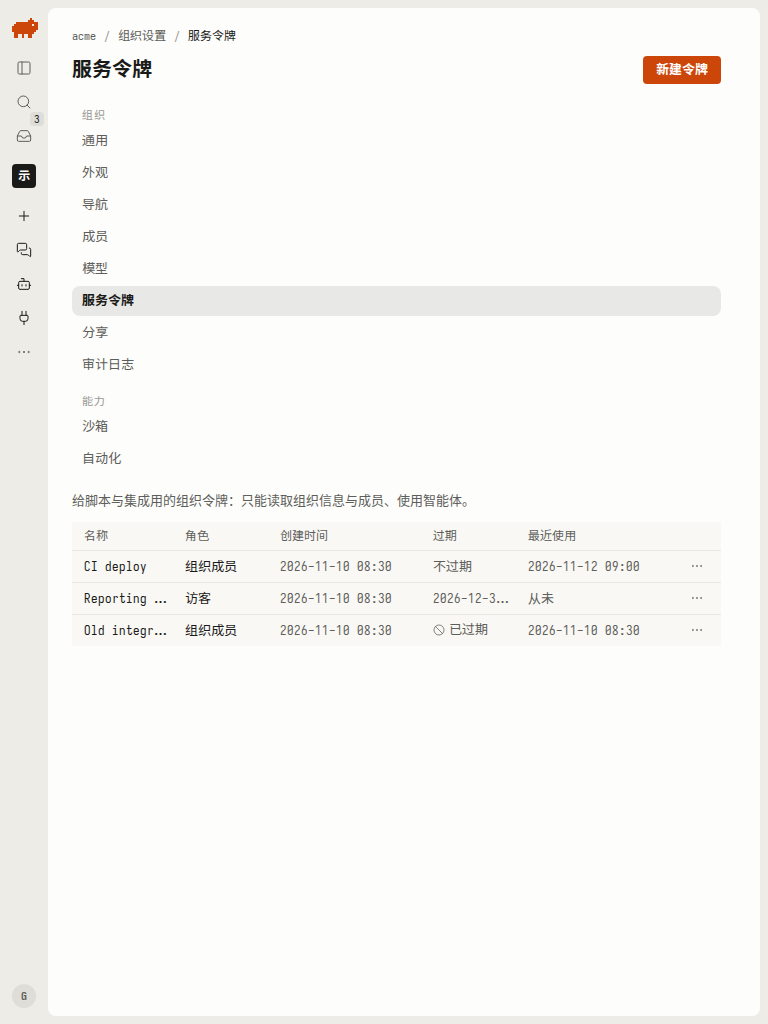 acme / 组织设置 / 服务令牌
服务令牌
新建令牌
3
示
组织
通用
外观
导航
成员
模型
服务令牌
分享
审计日志
能力
沙箱
自动化
给脚本与集成用的组织令牌：只能读取组织信息与成员、使用智能体。
名称 角色 创建时间 过期 最近使用
CI deploy 组织成员 2026-11-10 08:30 不过期 2026-11-12 09:00
Reporting ... 访客 2026-11-10 08:30 2026-12-3... 从未
Old integr... 组织成员 2026-11-10 08:30 已过期 2026-11-10 08:30
G